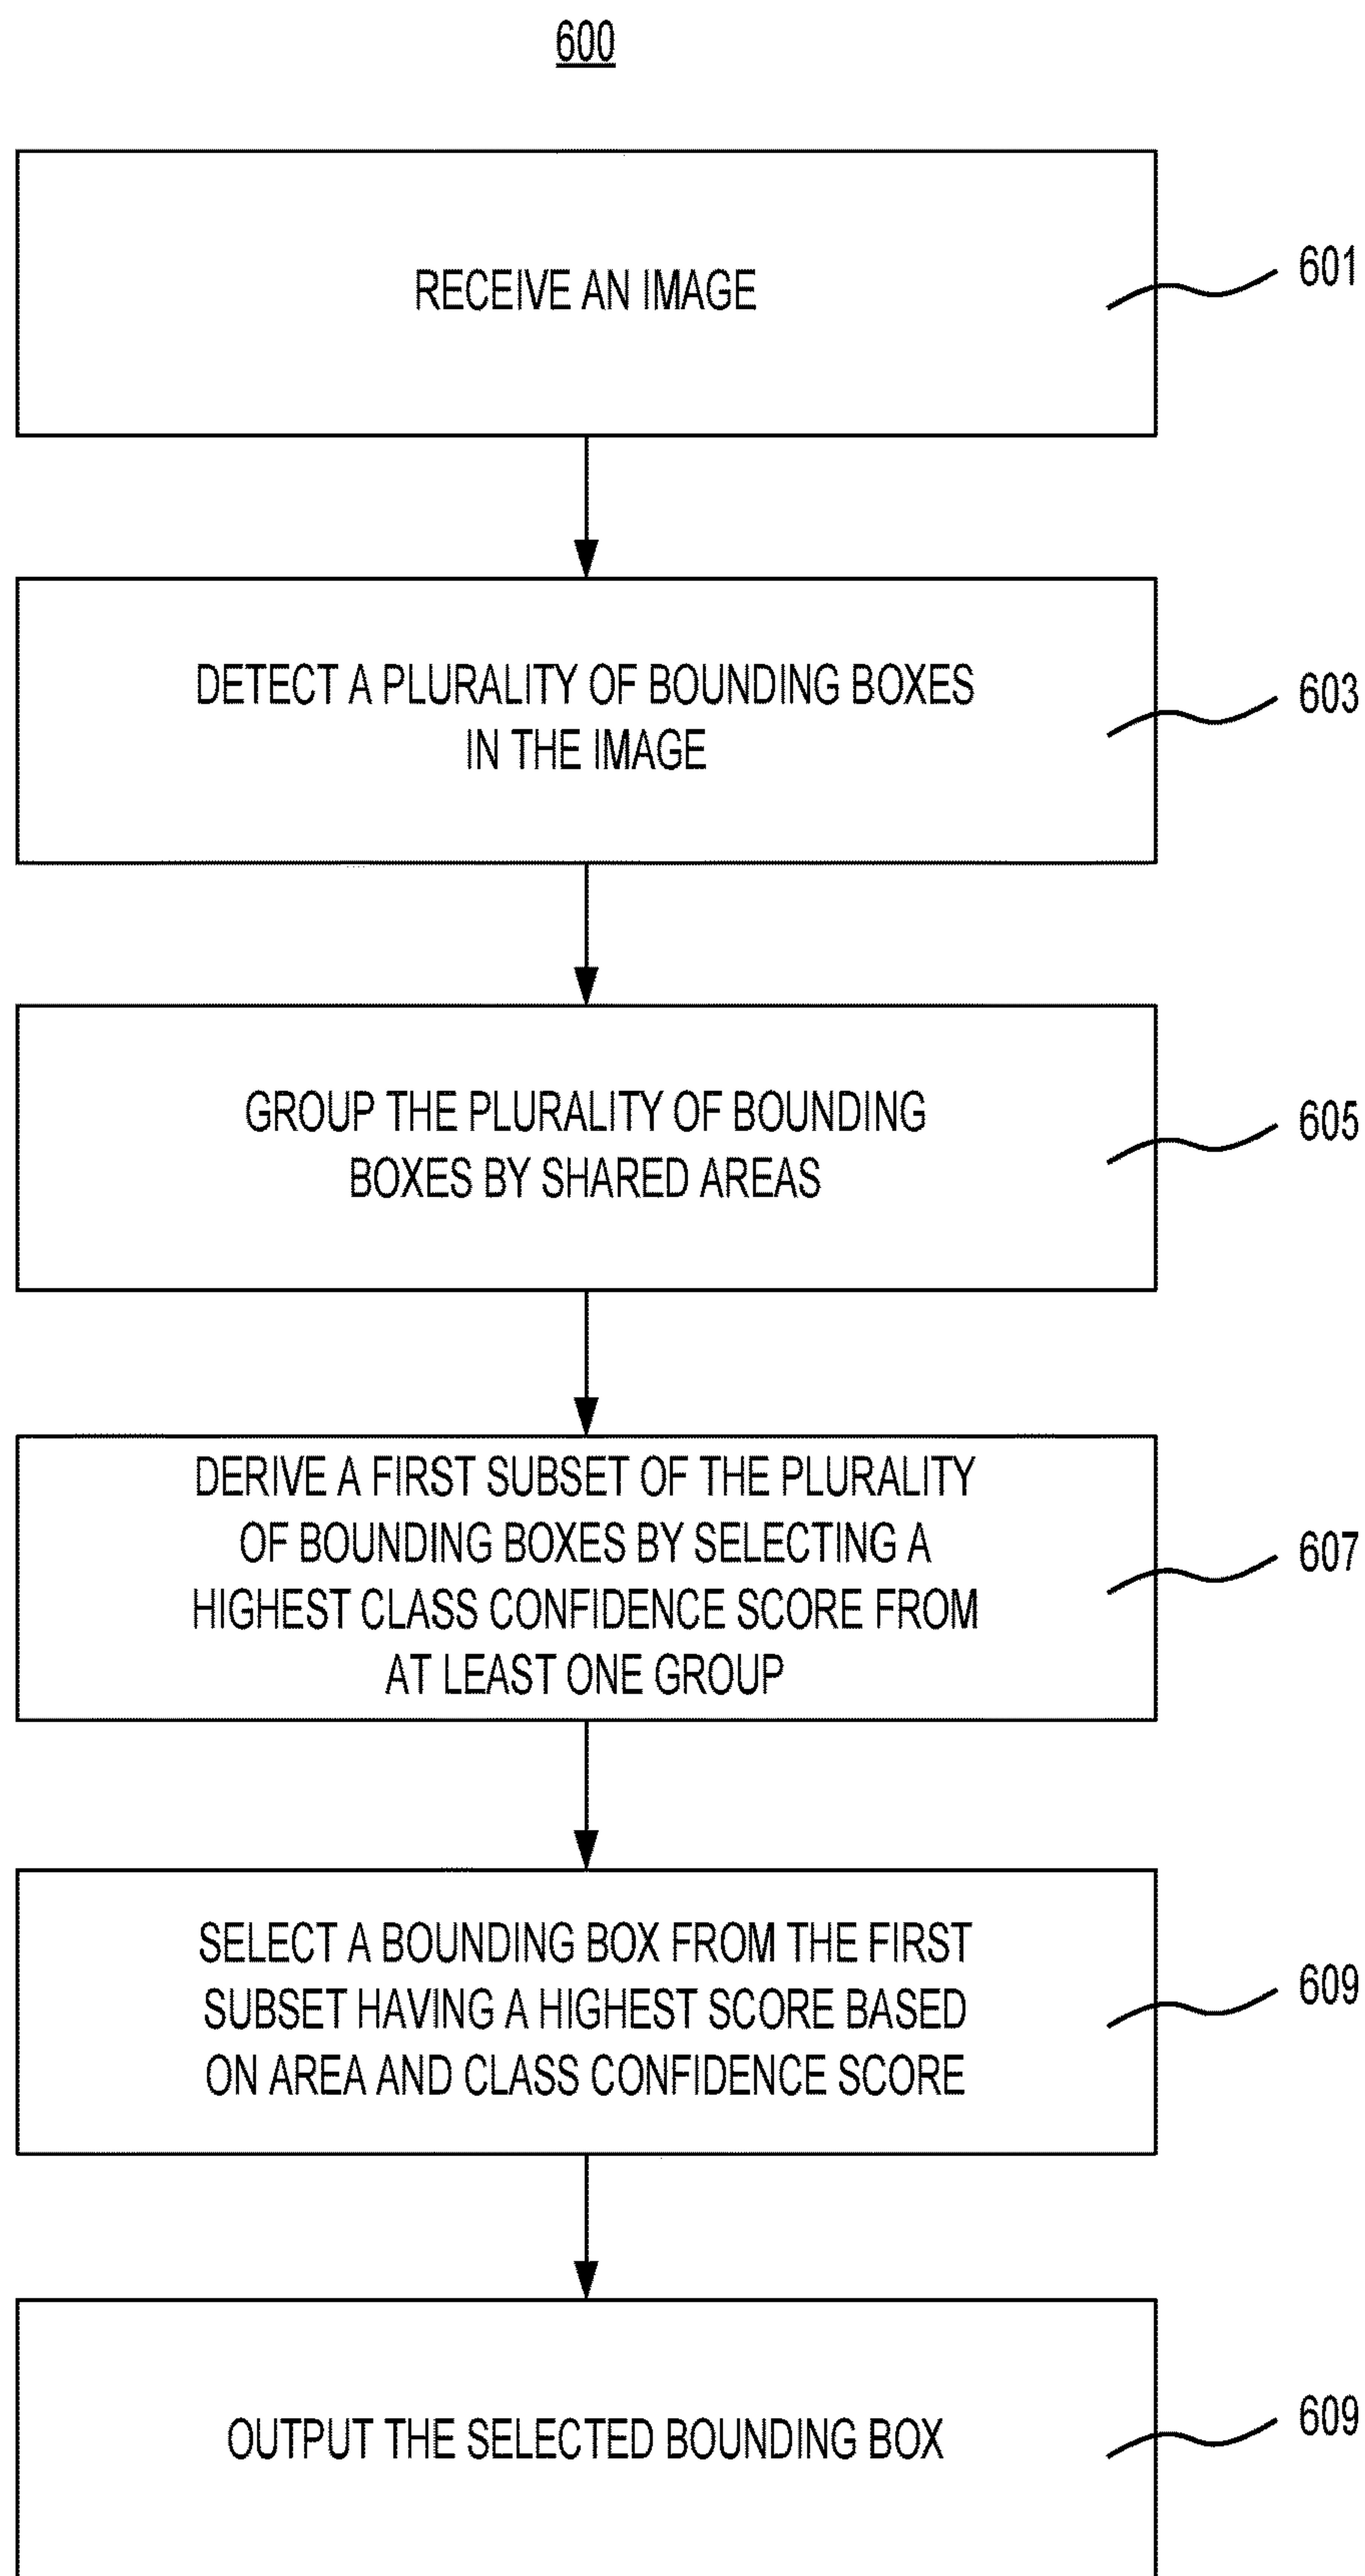 600
RECEIVE AN IMAGE
601
DETECT A PLURALITY OF BOUNDING BOXES
IN THE IMAGE
603
GROUP THE PLURALITY OF BOUNDING
BOXES BY SHARED AREAS
605
DERIVE A FIRST SUBSET OF THE PLURALITY
OF BOUNDING BOXES BY SELECTING A
HIGHEST CLASS CONFIDENCE SCORE FROM
AT LEAST ONE GROUP
607
SELECT A BOUNDING BOX FROM THE FIRST
SUBSET HAVING A HIGHEST SCORE BASED
ON AREA AND CLASS CONFIDENCE SCORE
609
OUTPUT THE SELECTED BOUNDING BOX
609